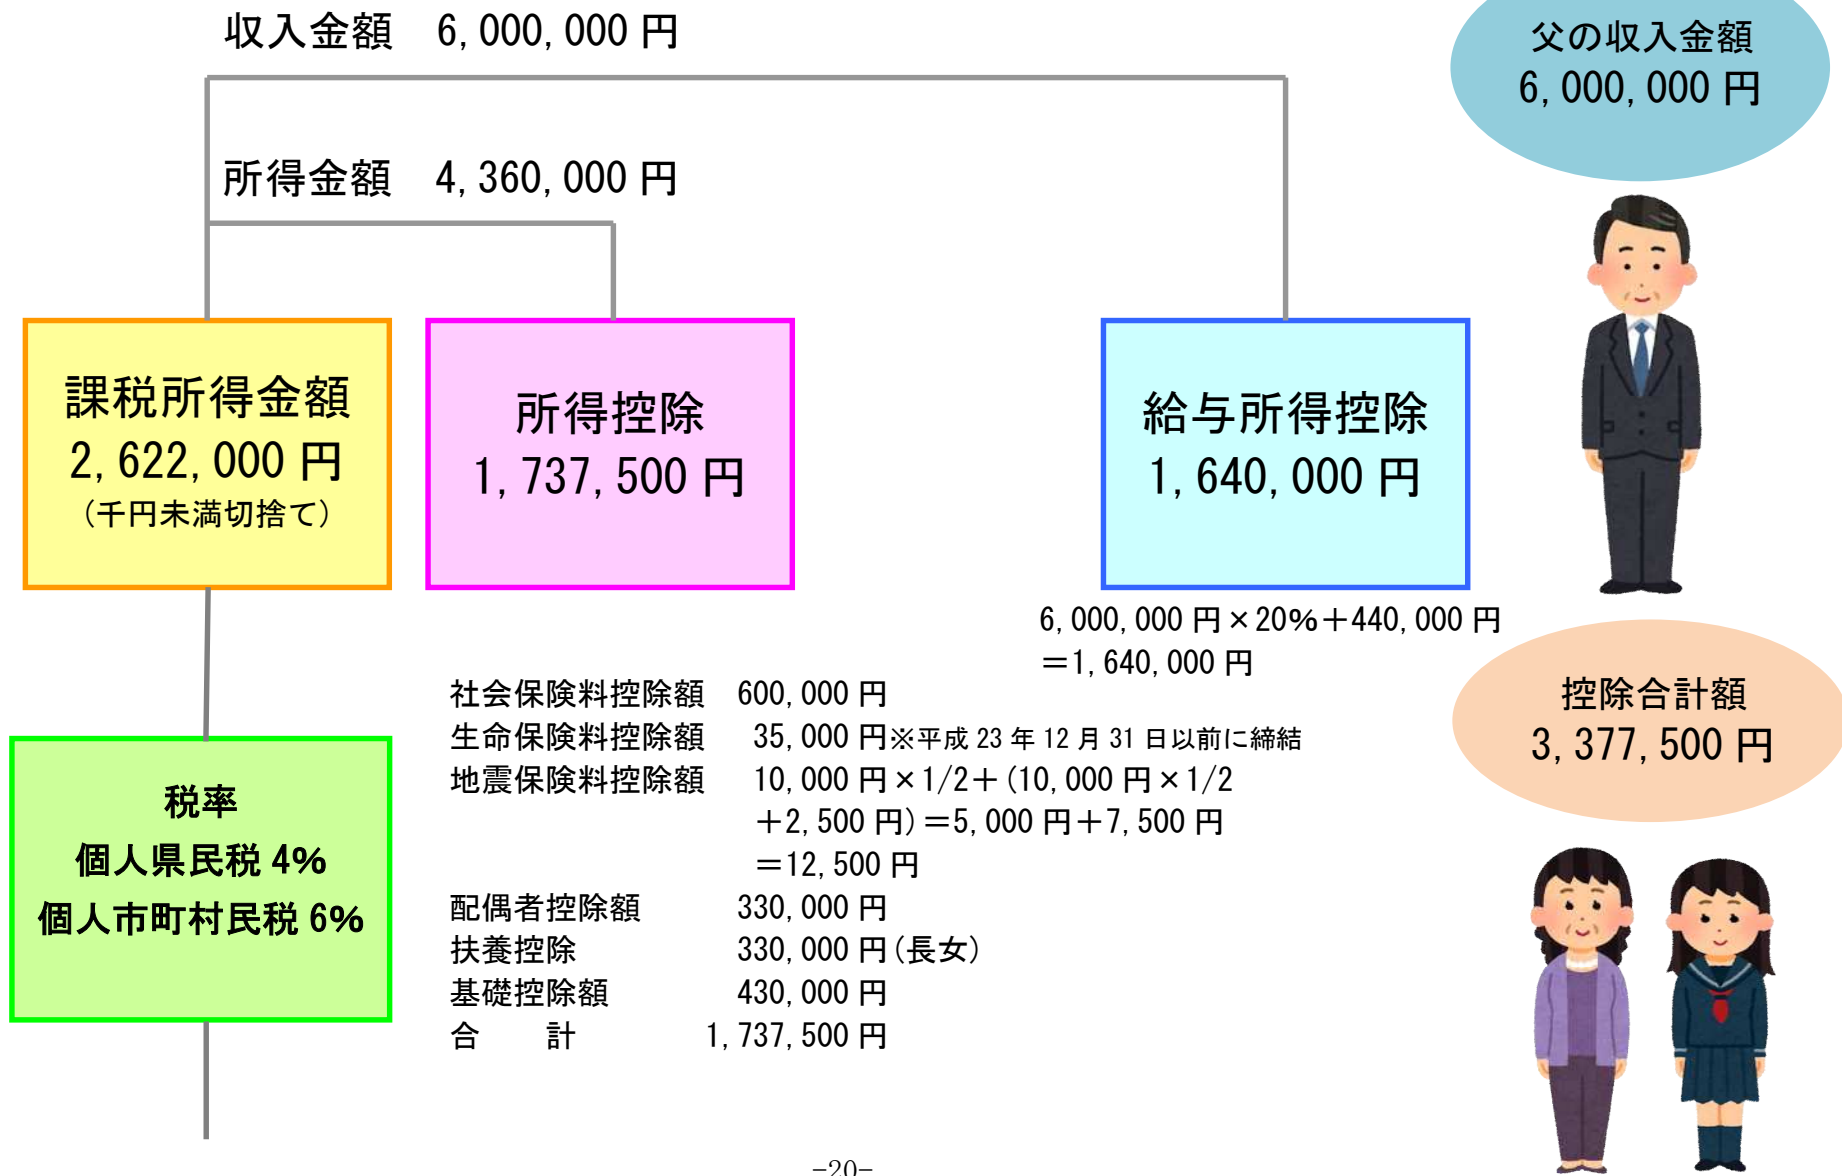 収入金額 6,000,000円
父の収入金額
6,000,000円
所得金額 4,360,000円
課税所得金額
2,622,000円
(千円未満切捨て)
所得控除
1,737,500円
給与所得控除
1,640,000円
6,000,000円×20%+440,000円
=1,640,000円
控除合計額
3,377,500円
税率
個人県民税4%
個人市町村民税6%
社会保険料控除額 600,000円
生命保険料控除額 35,000円※平成23年12月31日以前に締結
地震保険料控除額 10,000円×1/2+(10,000円×1/2
+2,500円)=5,000円+7,500円
=12,500円
配偶者控除額 330,000円
扶養控除 330,000円(長女)
基礎控除額 430,000円
合 計 1,737,500円
-20-